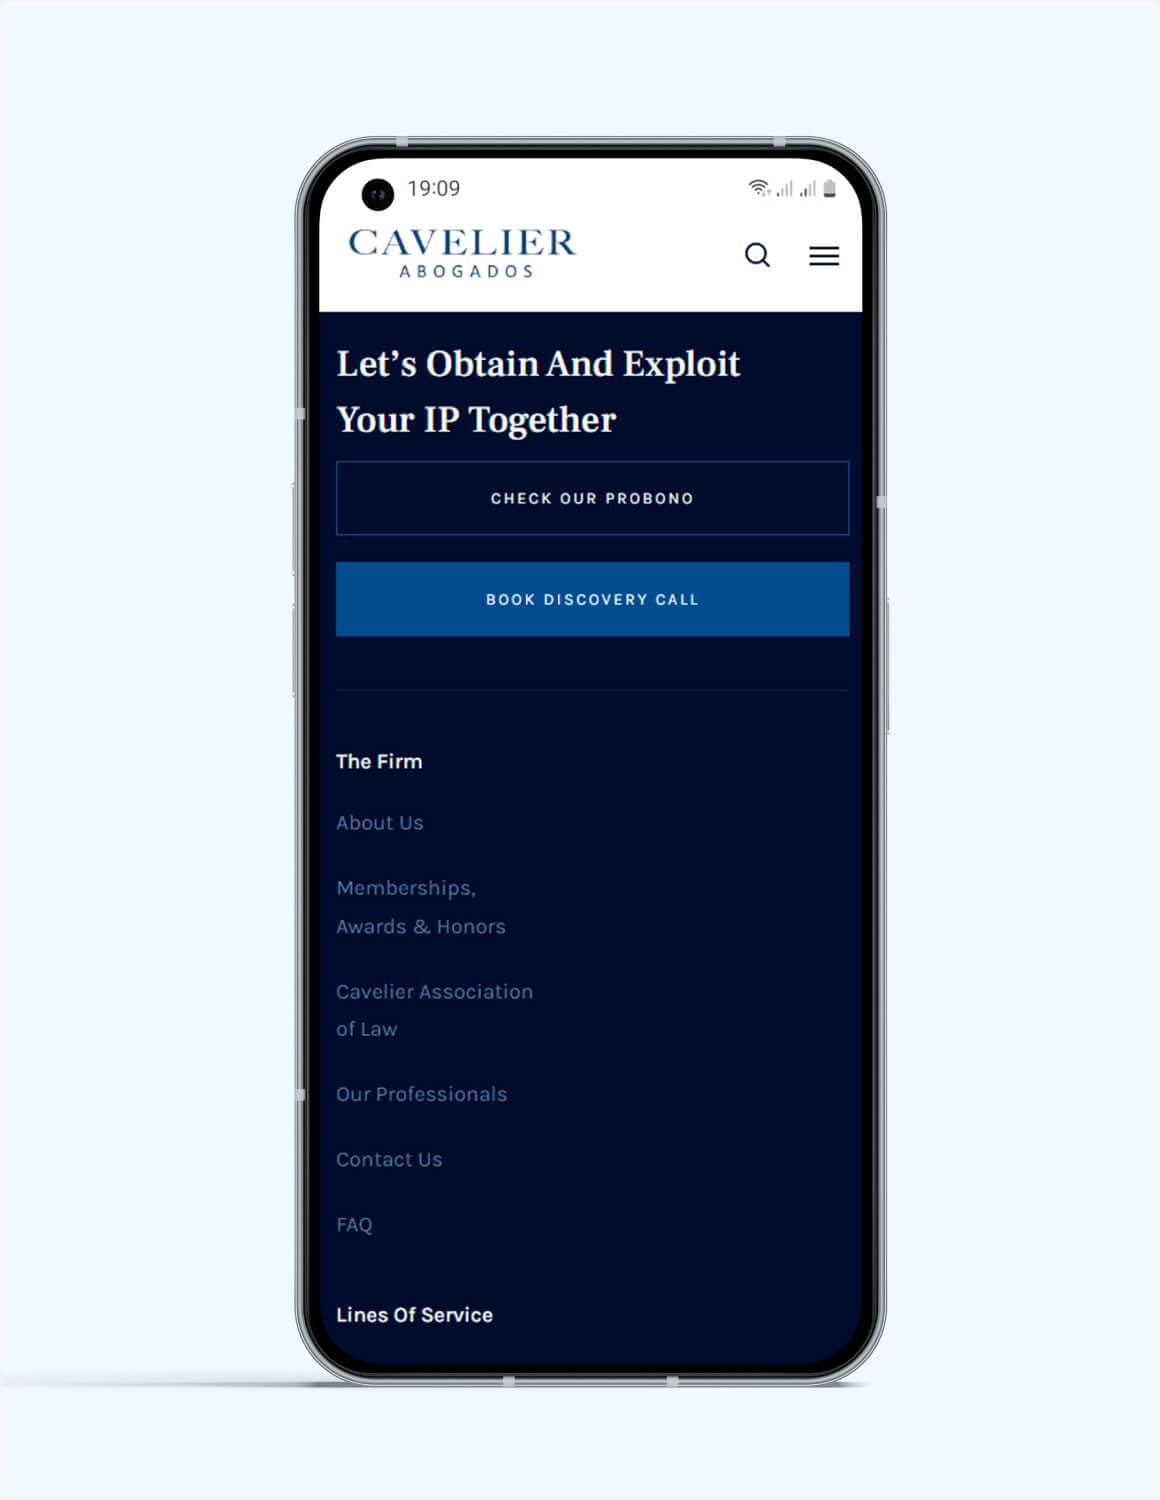 19:09
CAVELIER
ABOGADOS
Let’s Obtain And Exploit
Your IP Together
CHECK OUR PROBONO
BOOK DISCOVERY CALL
The Firm
About Us
Memberships,
Awards & Honors
Cavelier Association
of Law
Our Professionals
Contact Us
FAQ
Lines Of Service